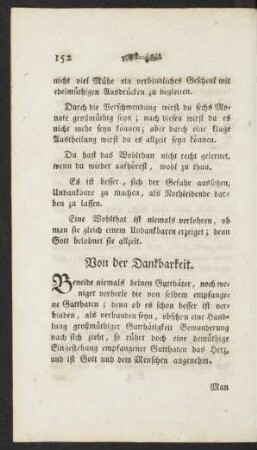 152
nicht viel Mühe ein verbindliches Geschenk mit
edelmüthigen Ausdrücken zu begleiten.
Durch die Verschwendung wirst du sechs Mo-
nate großmüthig seyn; nach diesen wirst du es
nicht mehr seyn können; aber durch eine kluge
Austheilung wirst du es allzeit seyn können.
Du hast das Wohlthun nicht recht gelernet,
wenn du wieder aufhörest, wohl zu thun.
Es ist besser, sich der Gefahr aussetzen,
Undankbare zu machen, als Nothleidende dar-
ben zu lassen.
Eine Wohlthat ist niemals verlohren, ob
man sie gleich einem Undankbaren erzeiget; denn
Gott belohnet sie allzeit.
Von der Dankbarkeit.
Beneide niemals deinen Gutthäter, noch we-
niger verheele die von selbem empfange-
ne Gutthaten; denn ob es schon besser ist ver-
binden, als verbunden seyn, obschon eine Hand-
lung großmüthiger Gutthätigkeit Bewunderung
nach sich zieht, so rühret doch eine demüthige
Eingestehung empfangener Gutthaten das Herz,
und ist Gott und dem Menschen angenehm.
Man